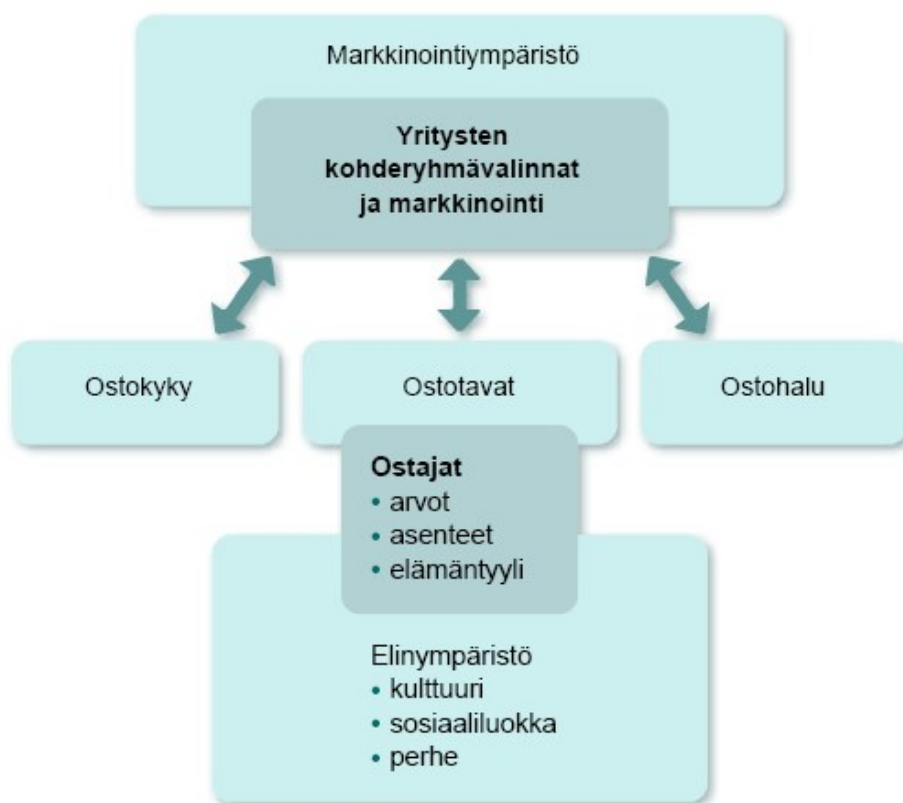 Markkinointiympäristö
Yritysten
kohderyhmävalinnat
ja markkinointi
Ostokyky
Ostotavat
Ostohalu
Ostajat
• arvot
• asenteet
• elämäntyyli
Elinympäristö
• kulttuuri
• sosiaaliluokka
• perhe